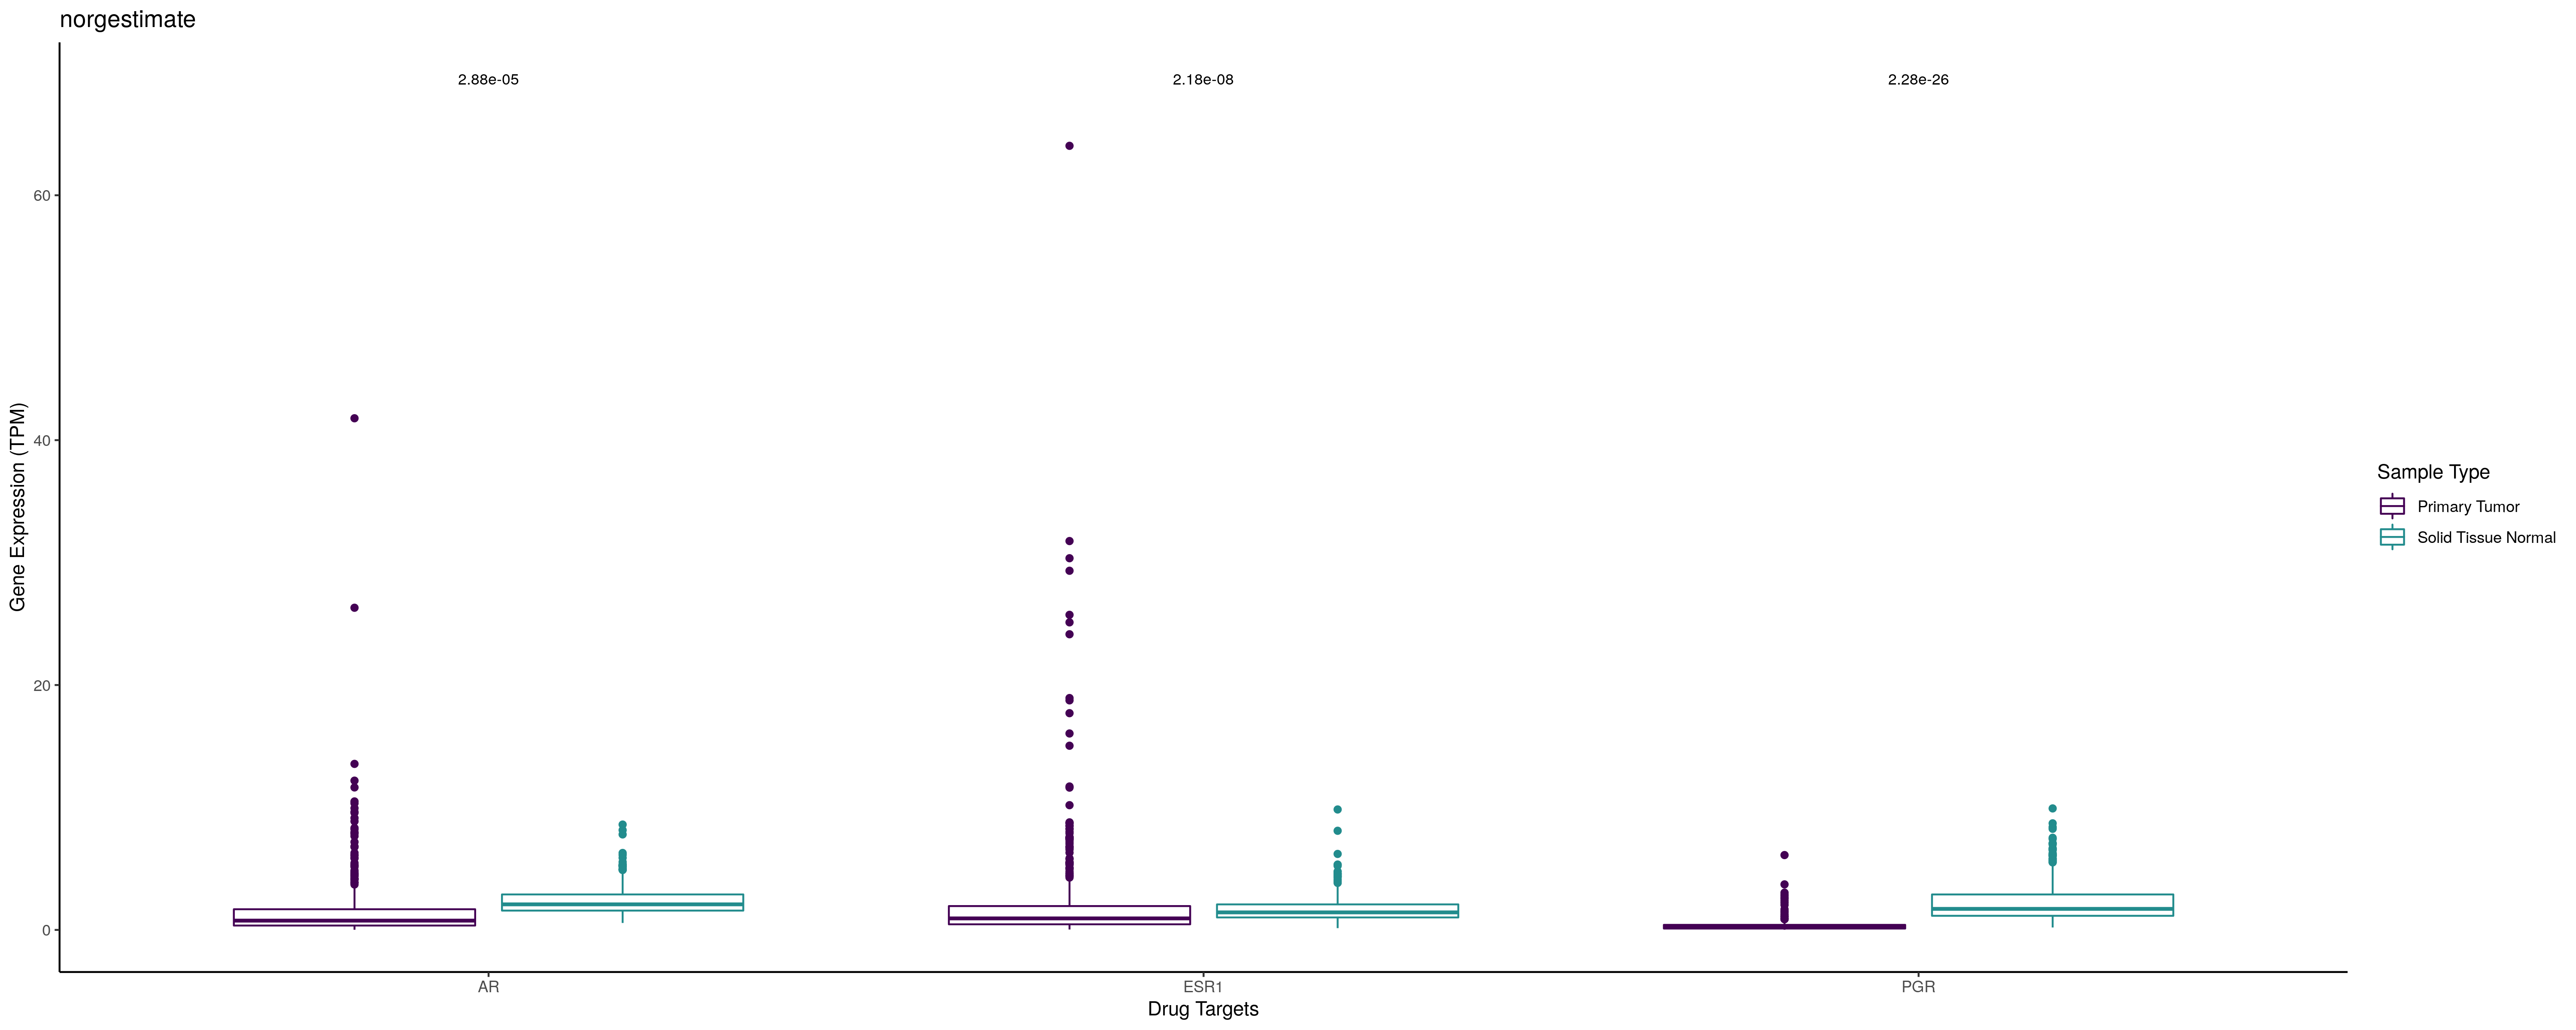 norgestimate
2.88e-05
2.18e-08
2.28e-26
Gene Expression (TPM)
60
40
20
0
AR
ESR1
PGR
Drug Targets
Sample Type
Primary Tumor
Solid Tissue Normal